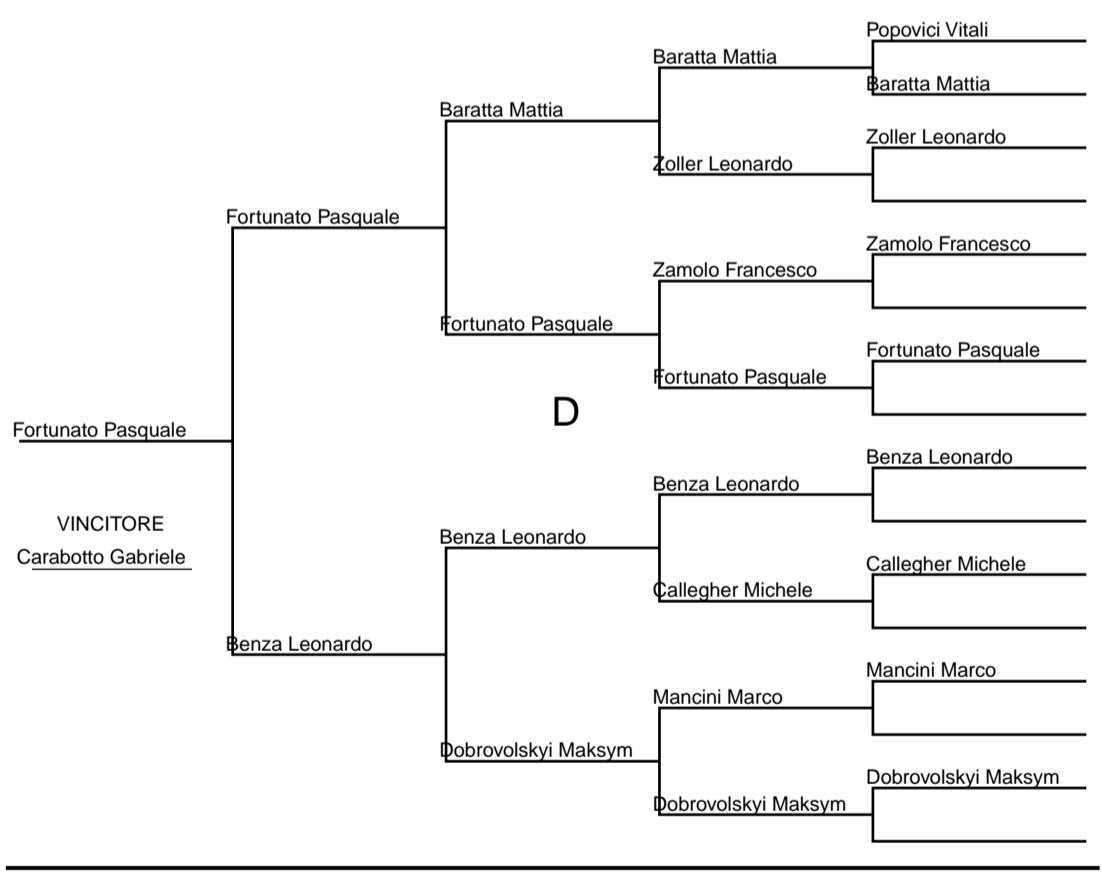 Popovici Vitali
Baratta Mattia
Baratta Mattia
Baratta Mattia
Zoller Leonardo
Zoller Leonardo
Fortunato Pasquale
Zamolo Francesco
Zamolo Francesco
Fortunato Pasquale
Fortunato Pasquale
Fortunato Pasquale
D
Fortunato Pasquale
Benza Leonardo
Benza Leonardo
VINCITORE
Benza Leonardo
Carabotto Gabriele
Callegher Michele
Callegher Michele
Benza Leonardo
Mancini Marco
Mancini Marco
Dobrovolskyi Maksym
Dobrovolskyi Maksym
Dobrovolskyi Maksym